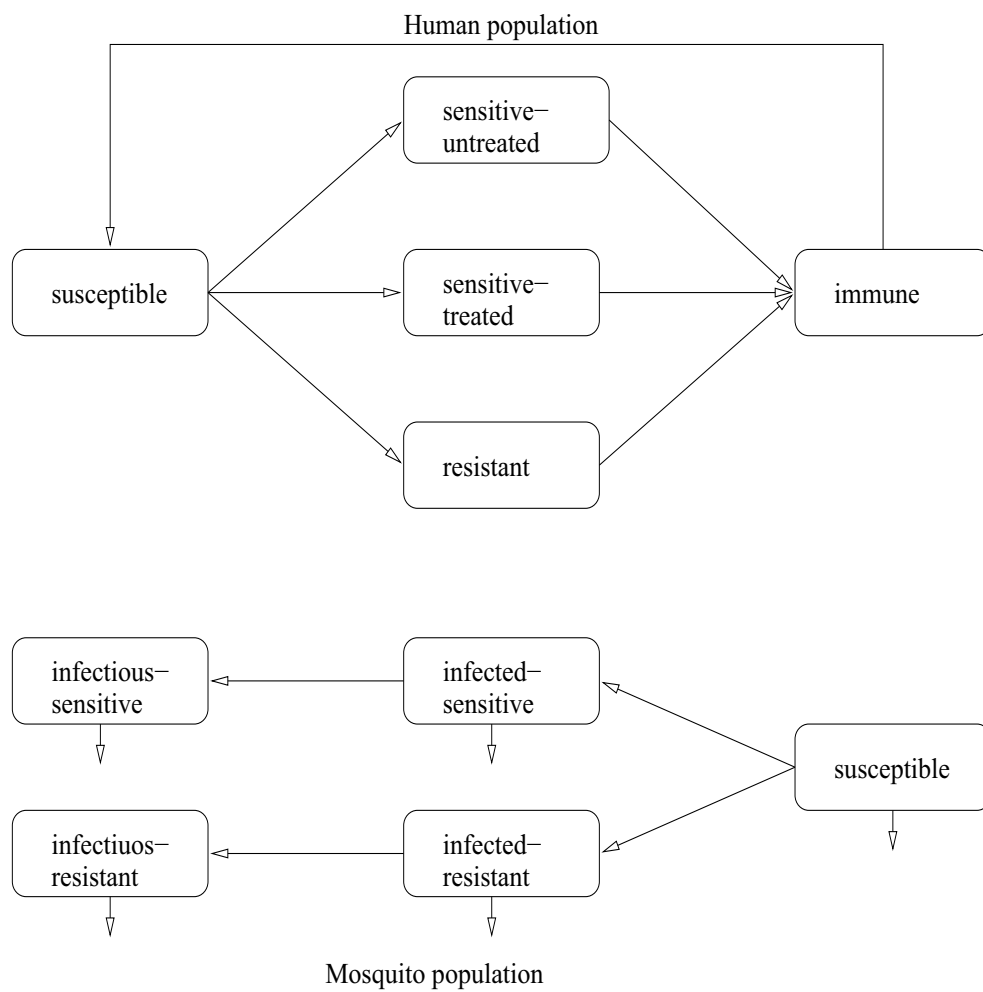 Human population
sensitive−
untreated
susceptible
sensitive−
treated
immune
resistant
infectious−
sensitive
infected−
sensitive
susceptible
infectiuos−
resistant
infected−
resistant
Mosquito population